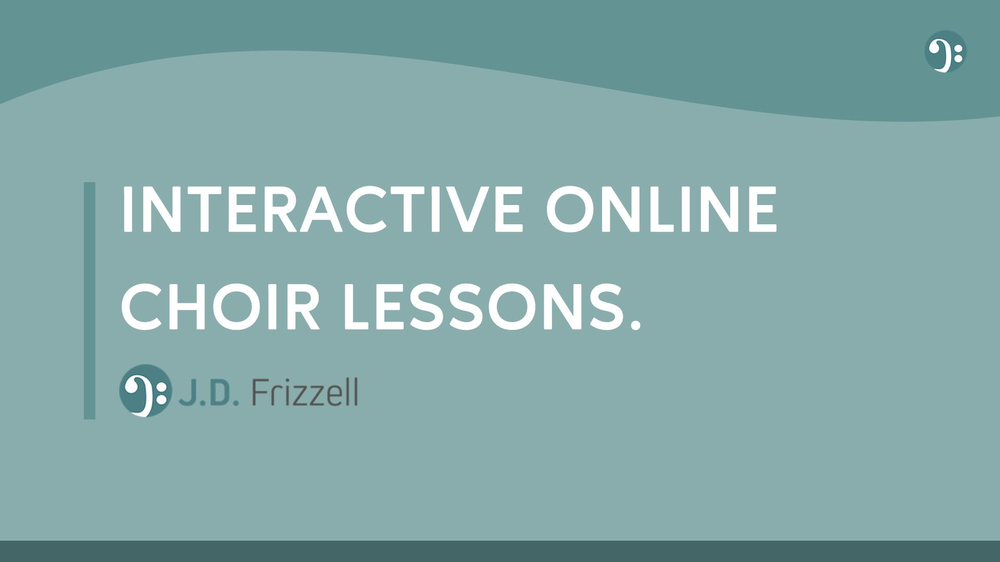 INTERACTIVE ONLINE
CHOIR LESSONS.
J.D. Frizzell